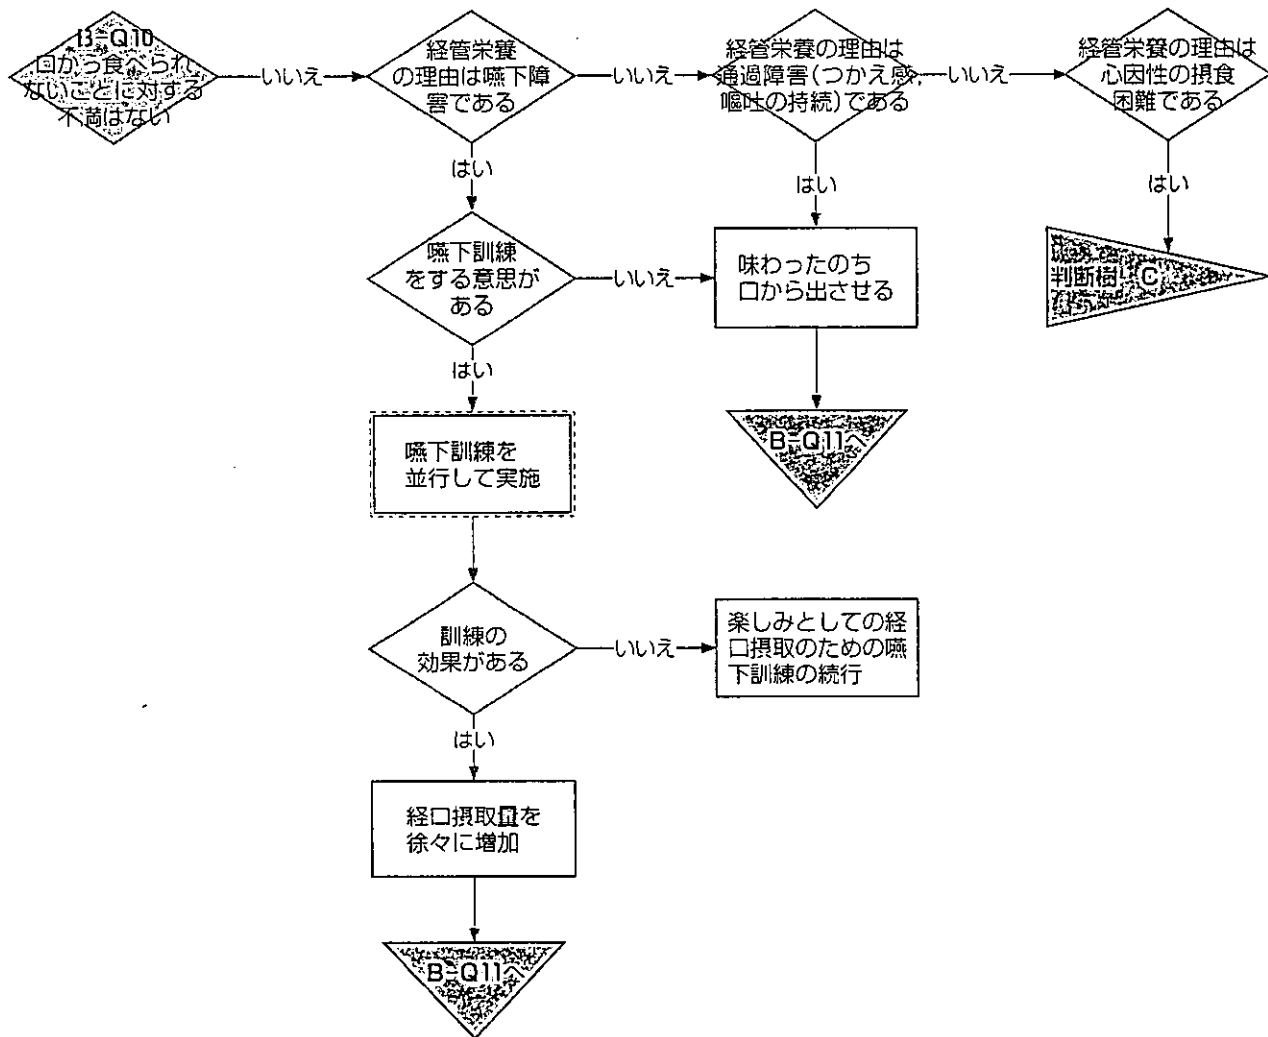 B-Q10
口から食べられ
ないことに対する
不満はない
いいえ
経管栄養
の理由は嚥下障
害である
いいえ
経管栄養の理由は
通過障害(つかえ感,
嘔吐の持続)である
いいえ
経管栄養の理由は
心因性の摂食
困難である
はい
はい
はい
嚥下訓練
をする意思が
ある
いいえ
味わったのち
口から出させる
判断樹 C
はい
嚥下訓練を
並行して実施
B-Q11へ
訓練の
効果がある
いいえ
楽しみとしての経
口摂取のための嚥
下訓練の続行
はい
経口摂取量を
徐々に増加
B-Q11へ